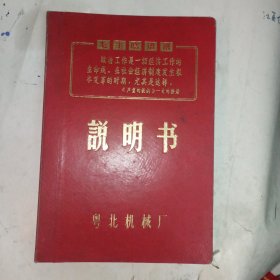 毛主席语录
政治工作是一切经济工作的
生命线。在社会经济制度发生根
本变革的时期，尤其是这样。
説明书
粤北机械厂